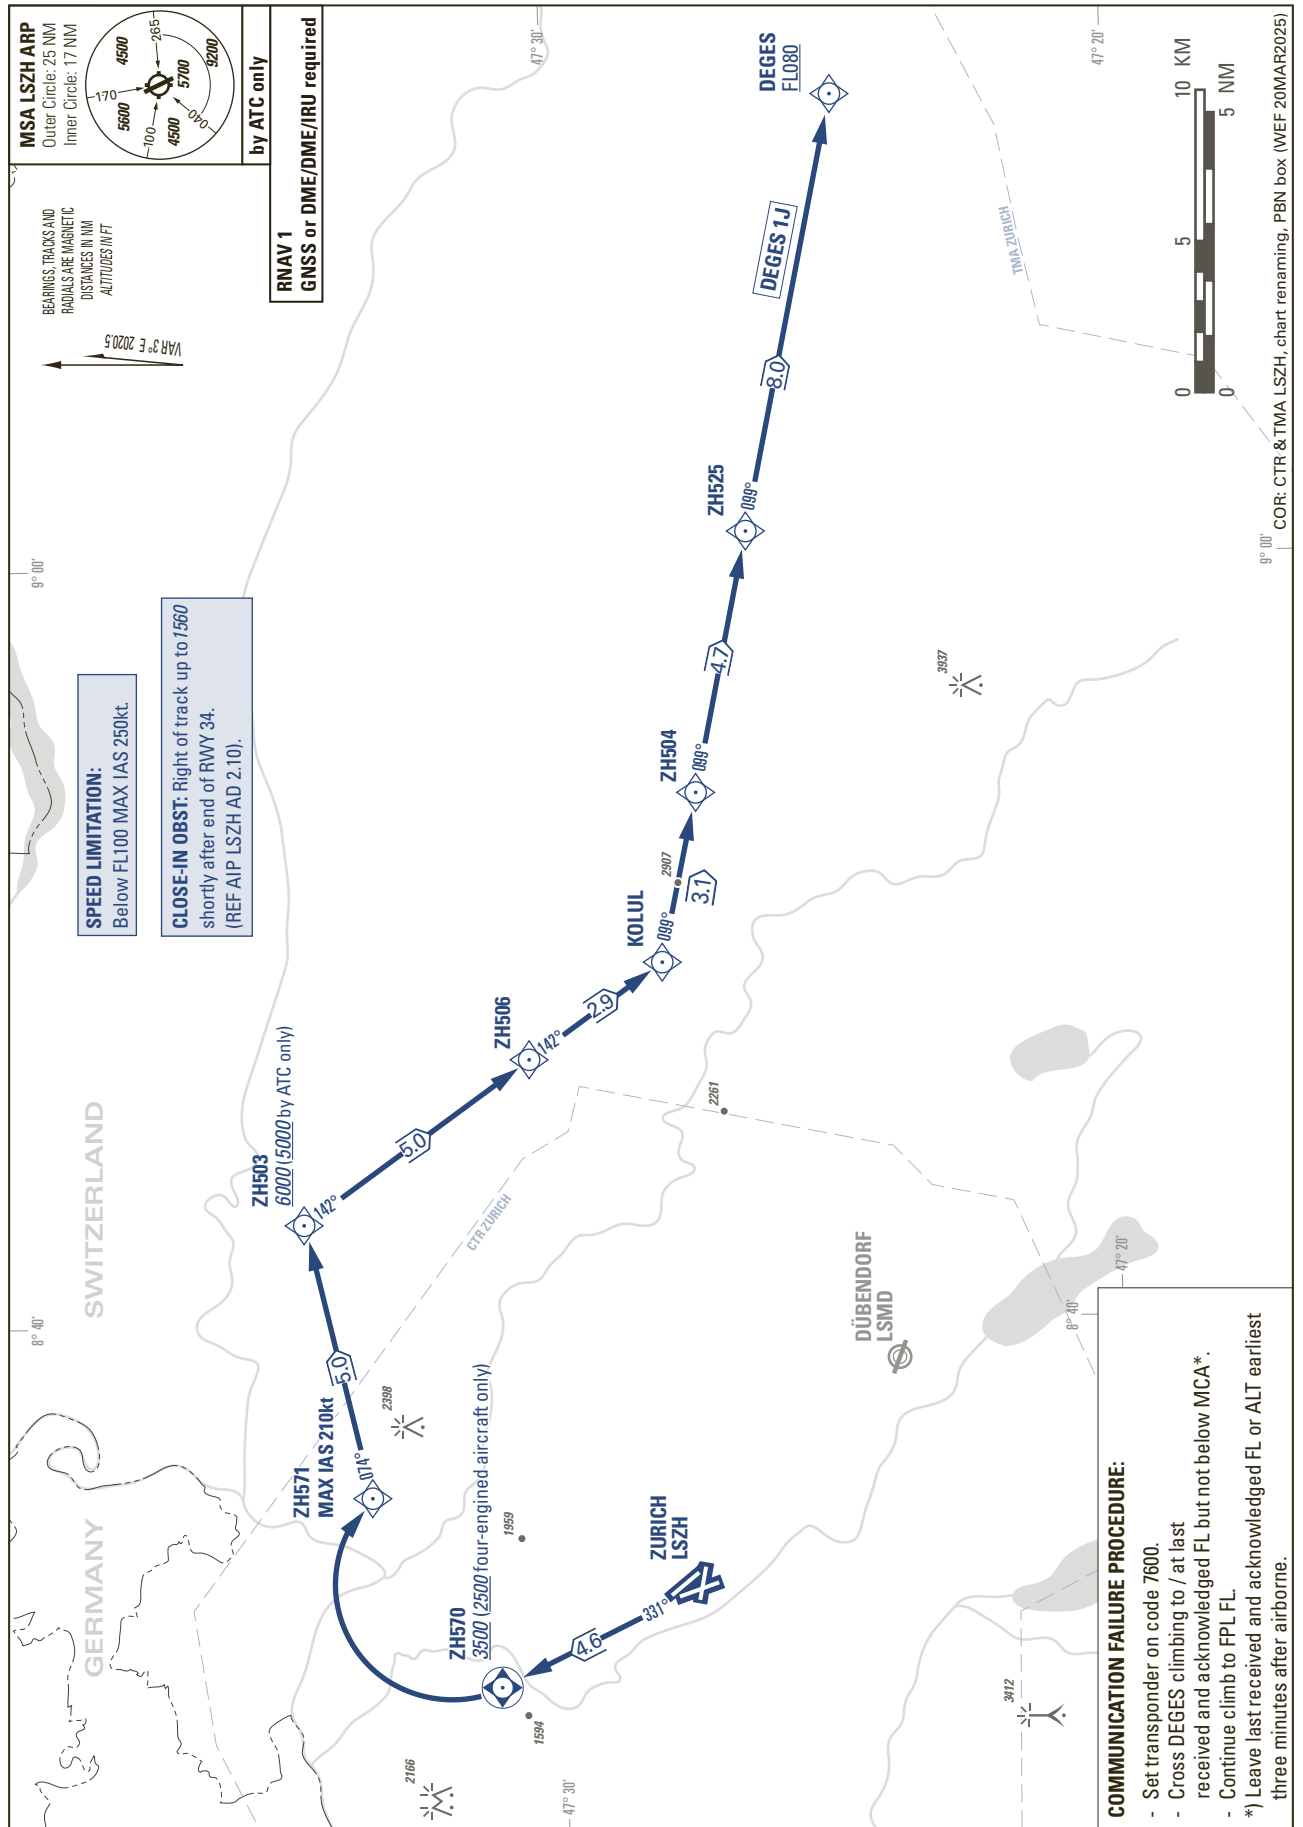 MSA LSZH ARP
Outer Circle: 25 NM
Inner Circle: 17 NM
4500
265
170
5600
5700
9200
100
4500
040
by ATC only
RNAV 1
GNSS or DME/DME/IRU required
BEARINGS, TRACKS AND
RADIALS ARE MAGNETIC
DISTANCES IN NM
ALTITUDES IN FT
VAR 3° E 2020.5
SPEED LIMITATION:
Below FL100 MAX IAS 250kt.
CLOSE-IN OBST: Right of track up to 1560
shortly after end of RWY 34.
(REF AIP LSZH AD 2.10).
GERMANY
SWITZERLAND
8° 40'
9° 00'
47° 30'
47° 20'
ZH503
6000 (5000 by ATC only)
142°
5.0
ZH506
142°
2.9
KOLUL
099°
2907
3.1
ZH504
099°
4.7
ZH525
099°
8.0
DEGES 1J
DEGES
FL080
ZH571
MAX IAS 210kt
074°
5.0
2398
ZH570
3500 (2500 four-engined aircraft only)
1959
1594
2166
4.6
331°
ZURICH
LSZH
CTR ZURICH
2261
3937
TMA ZURICH
DÜBENDORF
LSMD
3412
47° 30'
47° 20'
8° 40'
9° 00'
0 5 10 KM
0 5 NM
COMMUNICATION FAILURE PROCEDURE:
- Set transponder on code 7600.
- Cross DEGES climbing to / at last
received and acknowledged FL but not below MCA*.
- Continue climb to FPL FL.
*) Leave last received and acknowledged FL or ALT earliest
three minutes after airborne.
COR: CTR & TMA LSZH, chart renaming, PBN box (WEF 20MAR2025)